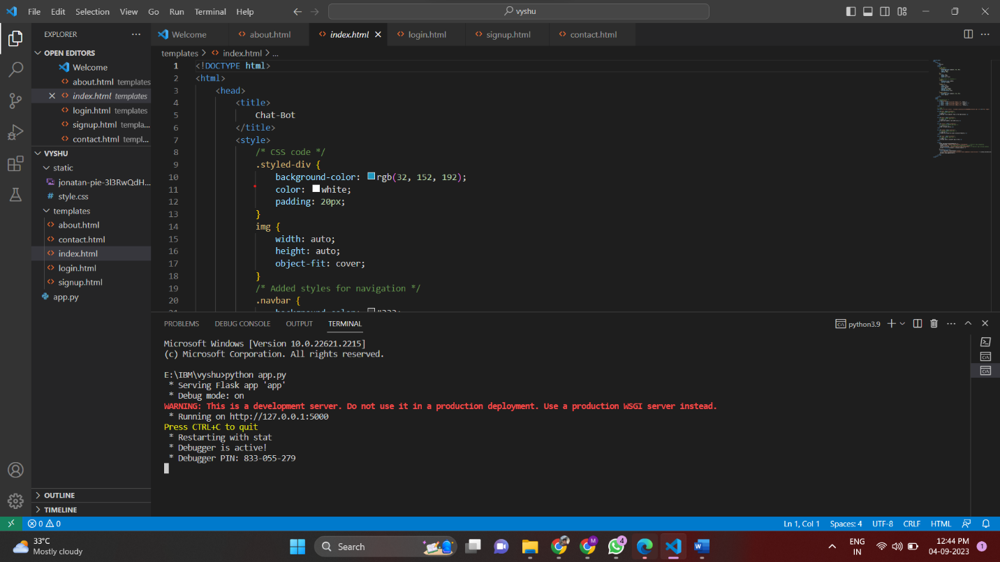 File Edit Selection View Go Run Terminal Help
vyshu
EXPLORER
Welcome
about.html
index.html
login.html
signup.html
contact.html
OPEN EDITORS
Welcome
about.html templates
index.html templates
login.html templates
signup.html templa...
contact.html templ...
VYSHU
static
jonatan-pie-3l3RwQdH...
style.css
templates
about.html
contact.html
index.html
login.html
signup.html
app.py
OUTLINE
TIMELINE
templates > index.html > ...
1 <!DOCTYPE html>
2 <html>
3 <head>
4 <title>
5 Chat-Bot
6 </title>
7 <style>
8 /* CSS code */
9 .styled-div {
10 background-color: rgb(32, 152, 192);
11 color: white;
12 padding: 20px;
13 }
14 img {
15 width: auto;
16 height: auto;
17 object-fit: cover;
18 }
19 /* Added styles for navigation */
20 .navbar {
21 background-color: #333;
PROBLEMS DEBUG CONSOLE OUTPUT TERMINAL
python3.9
Microsoft Windows [Version 10.0.22621.2215]
(c) Microsoft Corporation. All rights reserved.
E:\IBM\vyshu>python app.py
* Serving Flask app 'app'
* Debug mode: on
WARNING: This is a development server. Do not use it in a production deployment. Use a production WSGI server instead.
* Running on http://127.0.0.1:5000
Press CTRL+C to quit
* Restarting with stat
* Debugger is active!
* Debugger PIN: 833-055-279
0 0
Ln 1, Col 1 Spaces: 4 UTF-8 CRLF HTML
33°C
Mostly cloudy
Search
M
4
W
ENG
IN
12:44 PM
04-09-2023
1